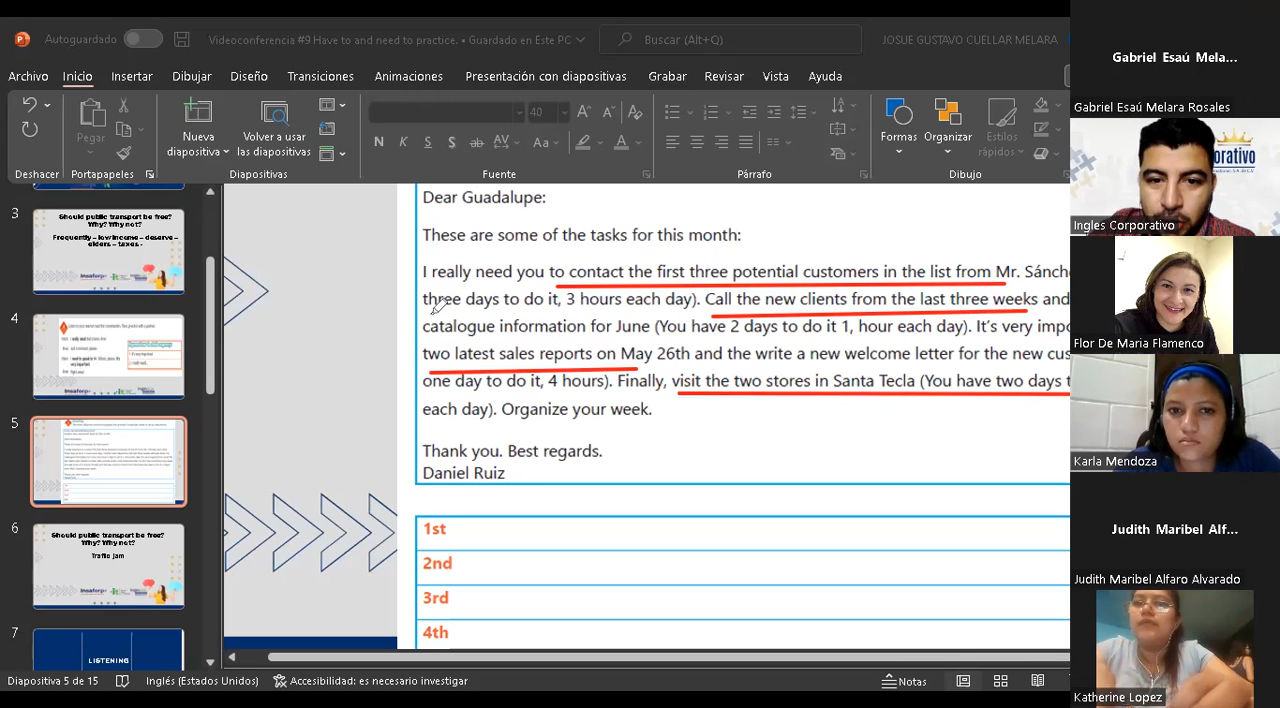 Autoguardado
Videoconferencia #9 Have to and need to practice. • Guardado en Este PC
Buscar (Alt+Q)
JOSUE GUSTAVO CUELLAR MELARA
Archivo Inicio Insertar Dibujar Diseño Transiciones Animaciones Presentación con diapositivas Grabar Revisar Vista Ayuda
Pegar
Nueva diapositiva
Volver a usar las diapositivas
40
N K S S ab AV Aa A
Formas
Organizar
Estilos rápidos
Deshacer Portapapeles Diapositivas Fuente Párrafo Dibujo
3
Should public transport be free?
Why? Why not?
Frequently – low income – deserve –
elders – taxes -
4
5
6
Should public transport be free?
Why? Why not?
Traffic jam
7
LISTENING
Dear Guadalupe:
These are some of the tasks for this month:
I really need you to contact the first three potential customers in the list from Mr. Sánch
three days to do it, 3 hours each day). Call the new clients from the last three weeks and
catalogue information for June (You have 2 days to do it 1, hour each day). It's very imp
two latest sales reports on May 26th and the write a new welcome letter for the new cu
one day to do it, 4 hours). Finally, visit the two stores in Santa Tecla (You have two days
each day). Organize your week.
Thank you. Best regards.
Daniel Ruiz
1st
2nd
3rd
4th
Diapositiva 5 de 15
Inglés (Estados Unidos)
Accesibilidad: es necesario investigar
Notas
Gabriel Esaú Mela...
Gabriel Esaú Melara Rosales
Ingles Corporativo
Flor De Maria Flamenco
Karla Mendoza
Judith Maribel Alf...
Judith Maribel Alfaro Alvarado
Katherine Lopez